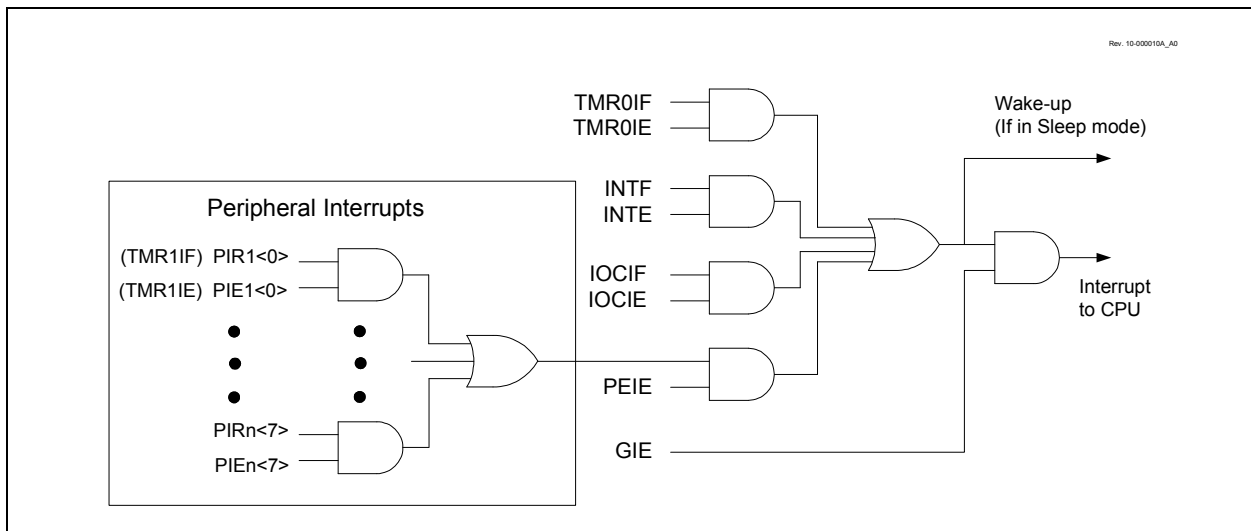 Rev. 10-000010A_A0
TMR0IF
TMR0IE
Wake-up
(If in Sleep mode)
INTF
INTE
Peripheral Interrupts
(TMR1IF) PIR1<0>
(TMR1IE) PIE1<0>
IOCIF
IOCIE
Interrupt
to CPU
PEIE
PIRn<7>
PIEn<7>
GIE